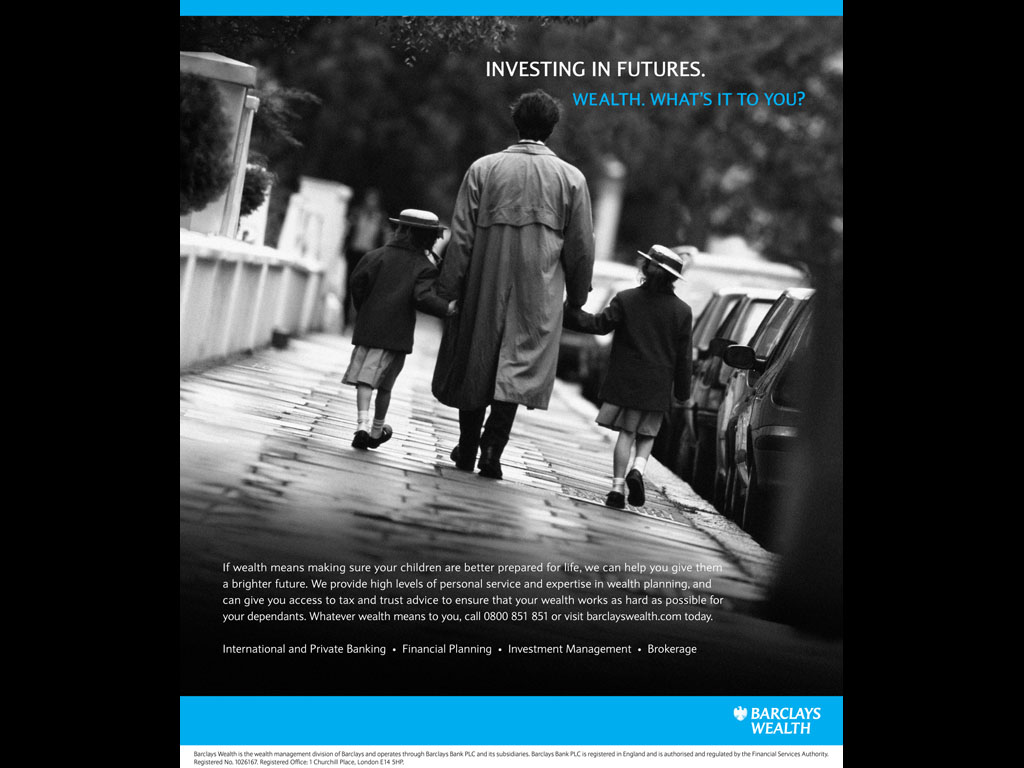 INVESTING IN FUTURES.
WEALTH. WHAT'S IT TO YOU?
If wealth means making sure your children are better prepared for life, we can help you give them
a brighter future. We provide high levels of personal service and expertise in wealth planning, and
can give you access to tax and trust advice to ensure that your wealth works as hard as possible for
your dependants. Whatever wealth means to you, call 0800 851 851 or visit barclayswealth.com today.
International and Private Banking • Financial Planning • Investment Management • Brokerage
BARCLAYS
WEALTH
Barclays Wealth is the wealth management division of Barclays and operates through Barclays Bank PLC and its subsidiaries. Barclays Bank PLC is registered in England and is authorised and regulated by the Financial Services Authority.
Registered No. 1026167. Registered Office: 1 Churchill Place, London E14 5HP.